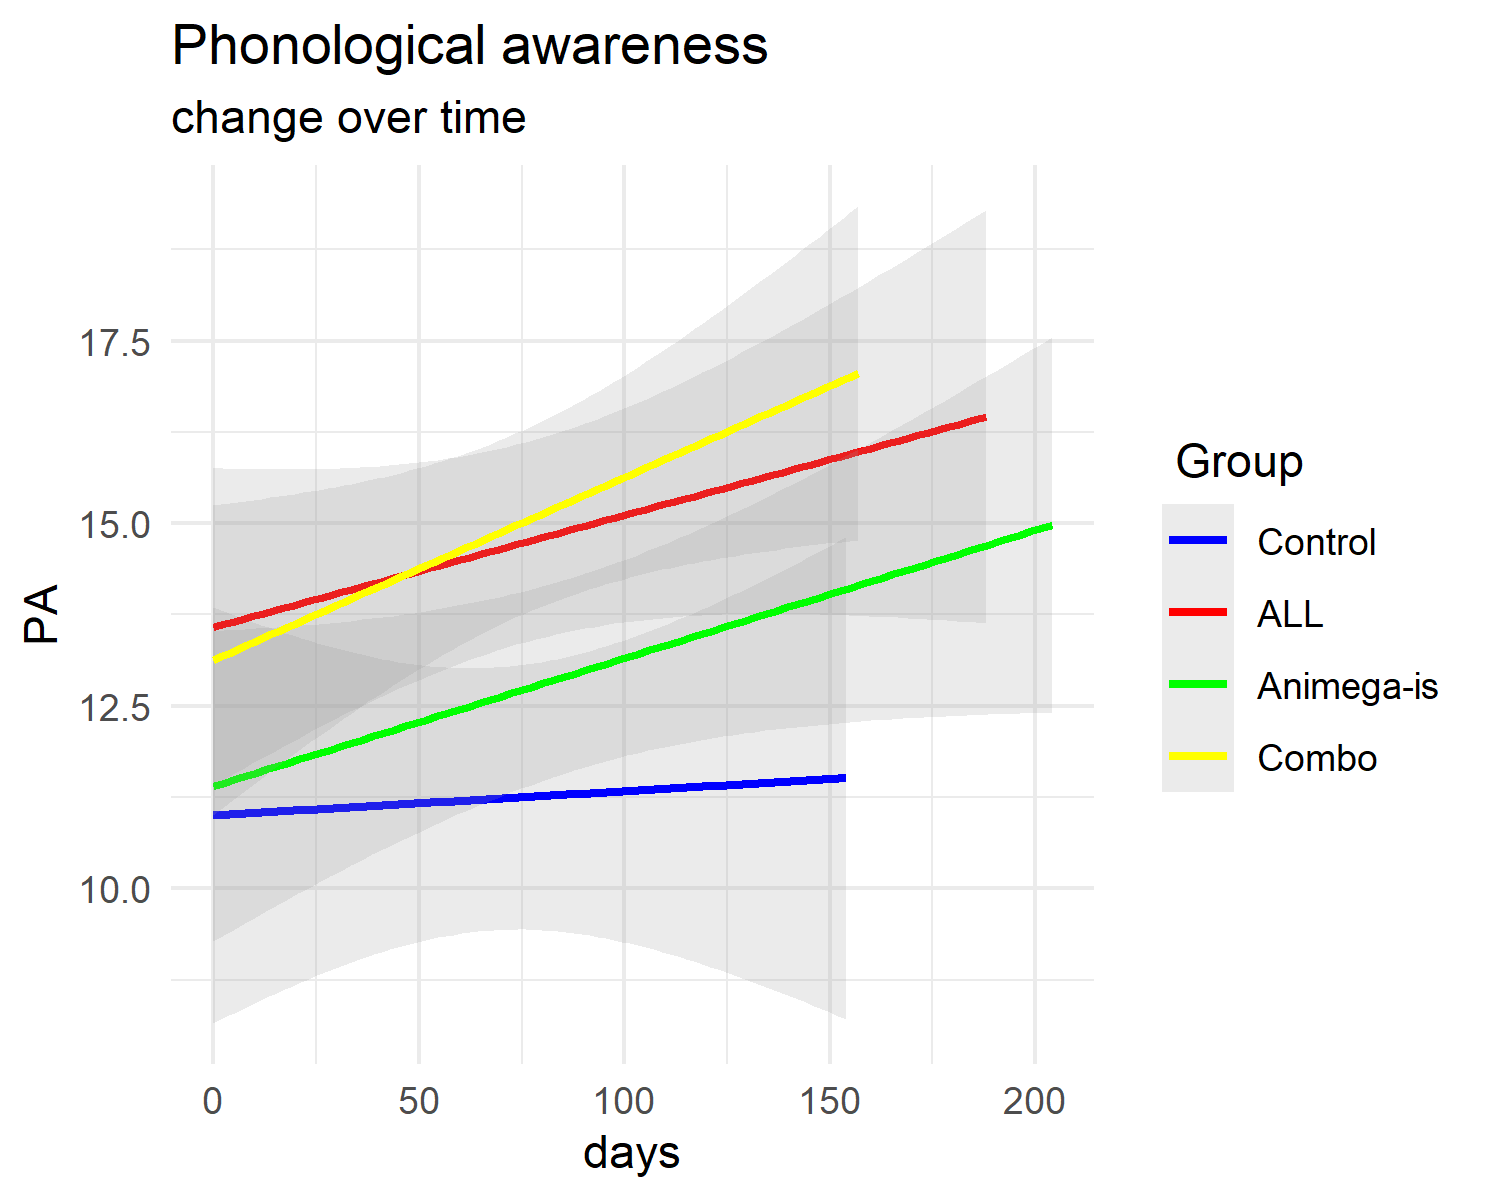 Phonological awareness
change over time
PA
17.5
15.0
12.5
10.0
0 50 100 150 200
days
Group
Control
ALL
Animega-is
Combo